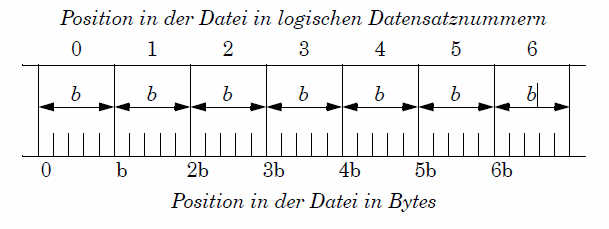 Position in der Datei in logischen Datensatznummern
0 1 2 3 4 5 6
b b b b b b b
0 b 2b 3b 4b 5b 6b
Position in der Datei in Bytes